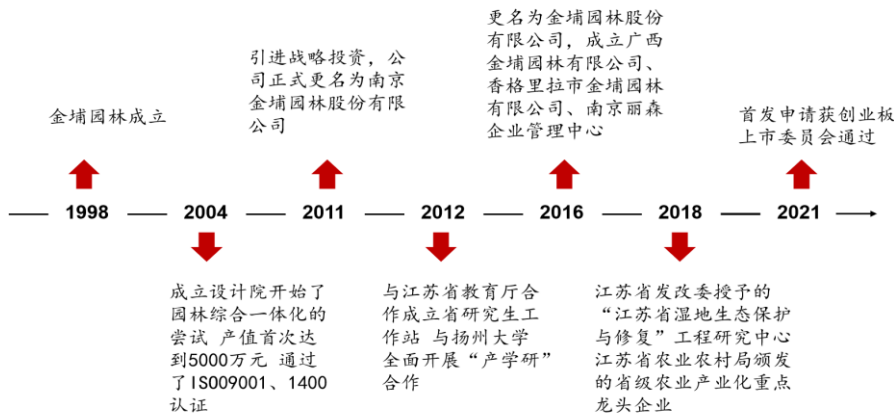 更名为金埔园林股份
有限公司，成立广西
金埔园林有限公司、
香格里拉市金埔园林
有限公司、南京丽森
企业管理中心
引进战略投资，公
司正式更名为南京
金埔园林股份有限
公司
金埔园林成立
首发申请获创业板
上市委员会通过
1998 2004 2011 2012 2016 2018 2021
成立设计院开始了
园林综合一体化的
尝试 产值首次达
到5000万元 通过
了ISO09001、1400
认证
与江苏省教育厅合
作成立省研究生工
作站 与扬州大学
全面开展“产学研”
合作
江苏省发改委授予的
“江苏省湿地生态保护
与修复”工程研究中心
江苏省农业农村局颁发
的省级农业产业化重点
龙头企业